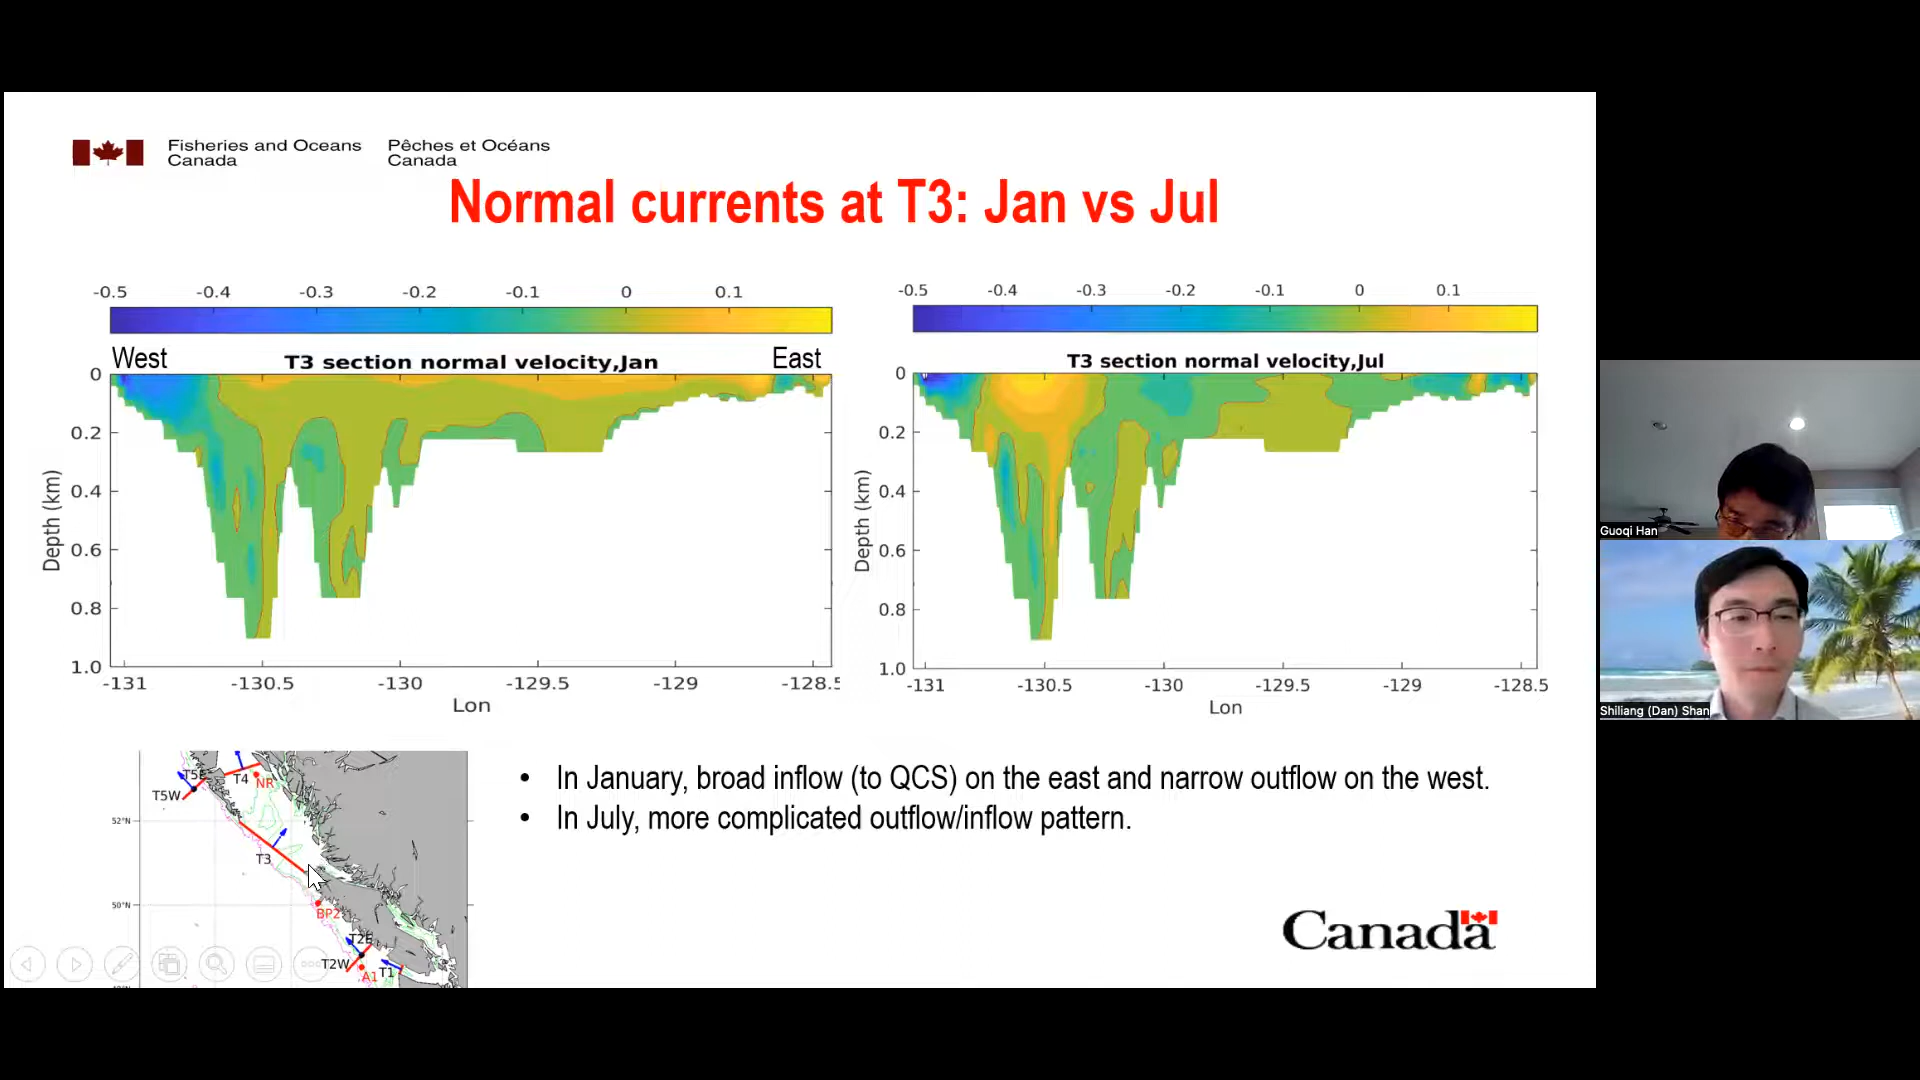 Fisheries and Oceans Canada
Pêches et Océans Canada
Normal currents at T3: Jan vs Jul
-0.5 -0.4 -0.3 -0.2 -0.1 0 0.1
West
T3 section normal velocity,Jan
East
0
0.2
0.4
0.6
0.8
1.0
Depth (km)
-131 -130.5 -130 -129.5 -129 -128.5
Lon
-0.5 -0.4 -0.3 -0.2 -0.1 0 0.1
T3 section normal velocity,Jul
0
0.2
0.4
0.6
0.8
1.0
Depth (km)
-131 -130.5 -130 -129.5 -129 -128.5
Lon
T5E
T4
NR
T5W
52°N
T3
50°N
BP2
T2E
T2W
T1
A1
• In January, broad inflow (to QCS) on the east and narrow outflow on the west.
• In July, more complicated outflow/inflow pattern.
Canada
Guoqi Han
Shiliang (Dan) Shan